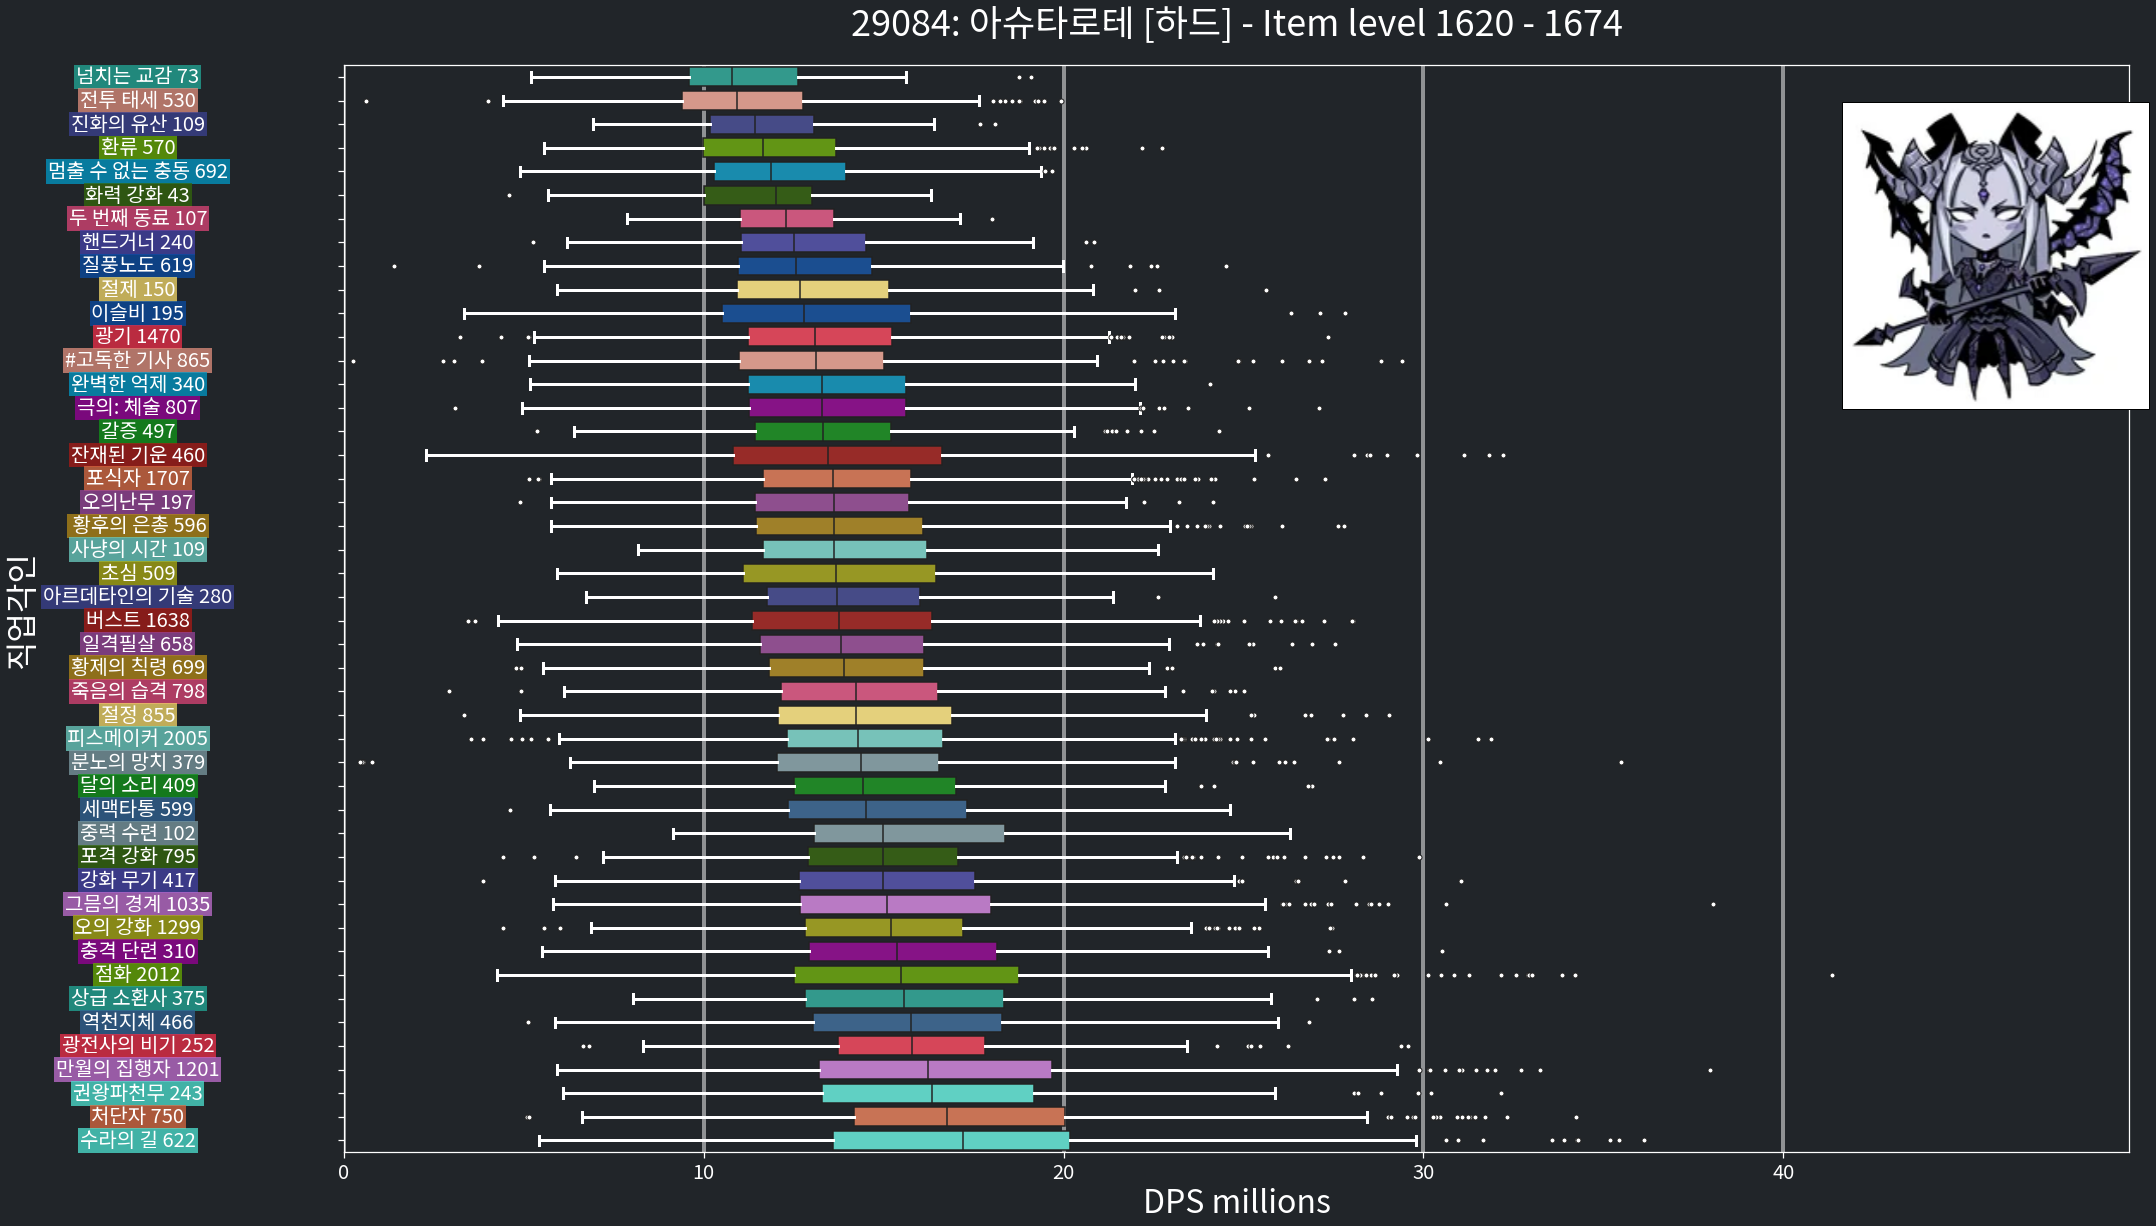 29084: 아슈타로테 [하드] - Item level 1620 - 1674
넘치는 교감 73
전투 태세 530
진화의 유산 109
환류 570
멈출 수 없는 충동 692
화력 강화 43
두 번째 동료 107
핸드거너 240
질풍노도 619
절제 150
이슬비 195
광기 1470
#고독한 기사 865
완벽한 억제 340
극의: 체술 807
갈증 497
잔재된 기운 460
포식자 1707
오의난무 197
황후의 은총 596
사냥의 시간 109
초심 509
아르데타인의 기술 280
버스트 1638
일격필살 658
황제의 칙령 699
죽음의 습격 798
절정 855
피스메이커 2005
분노의 망치 379
달의 소리 409
세맥타통 599
중력 수련 102
포격 강화 795
강화 무기 417
그믐의 경계 1035
오의 강화 1299
충격 단련 310
점화 2012
상급 소환사 375
역천지체 466
광전사의 비기 252
만월의 집행자 1201
권왕파천무 243
처단자 750
수라의 길 622
직업각인
0 10 20 30 40
DPS millions